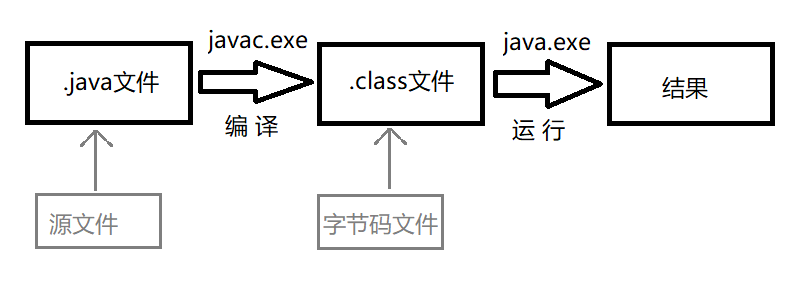 javac.exe
java.exe
.java文件
.class文件
结果
编 译
运 行
源文件
字节码文件